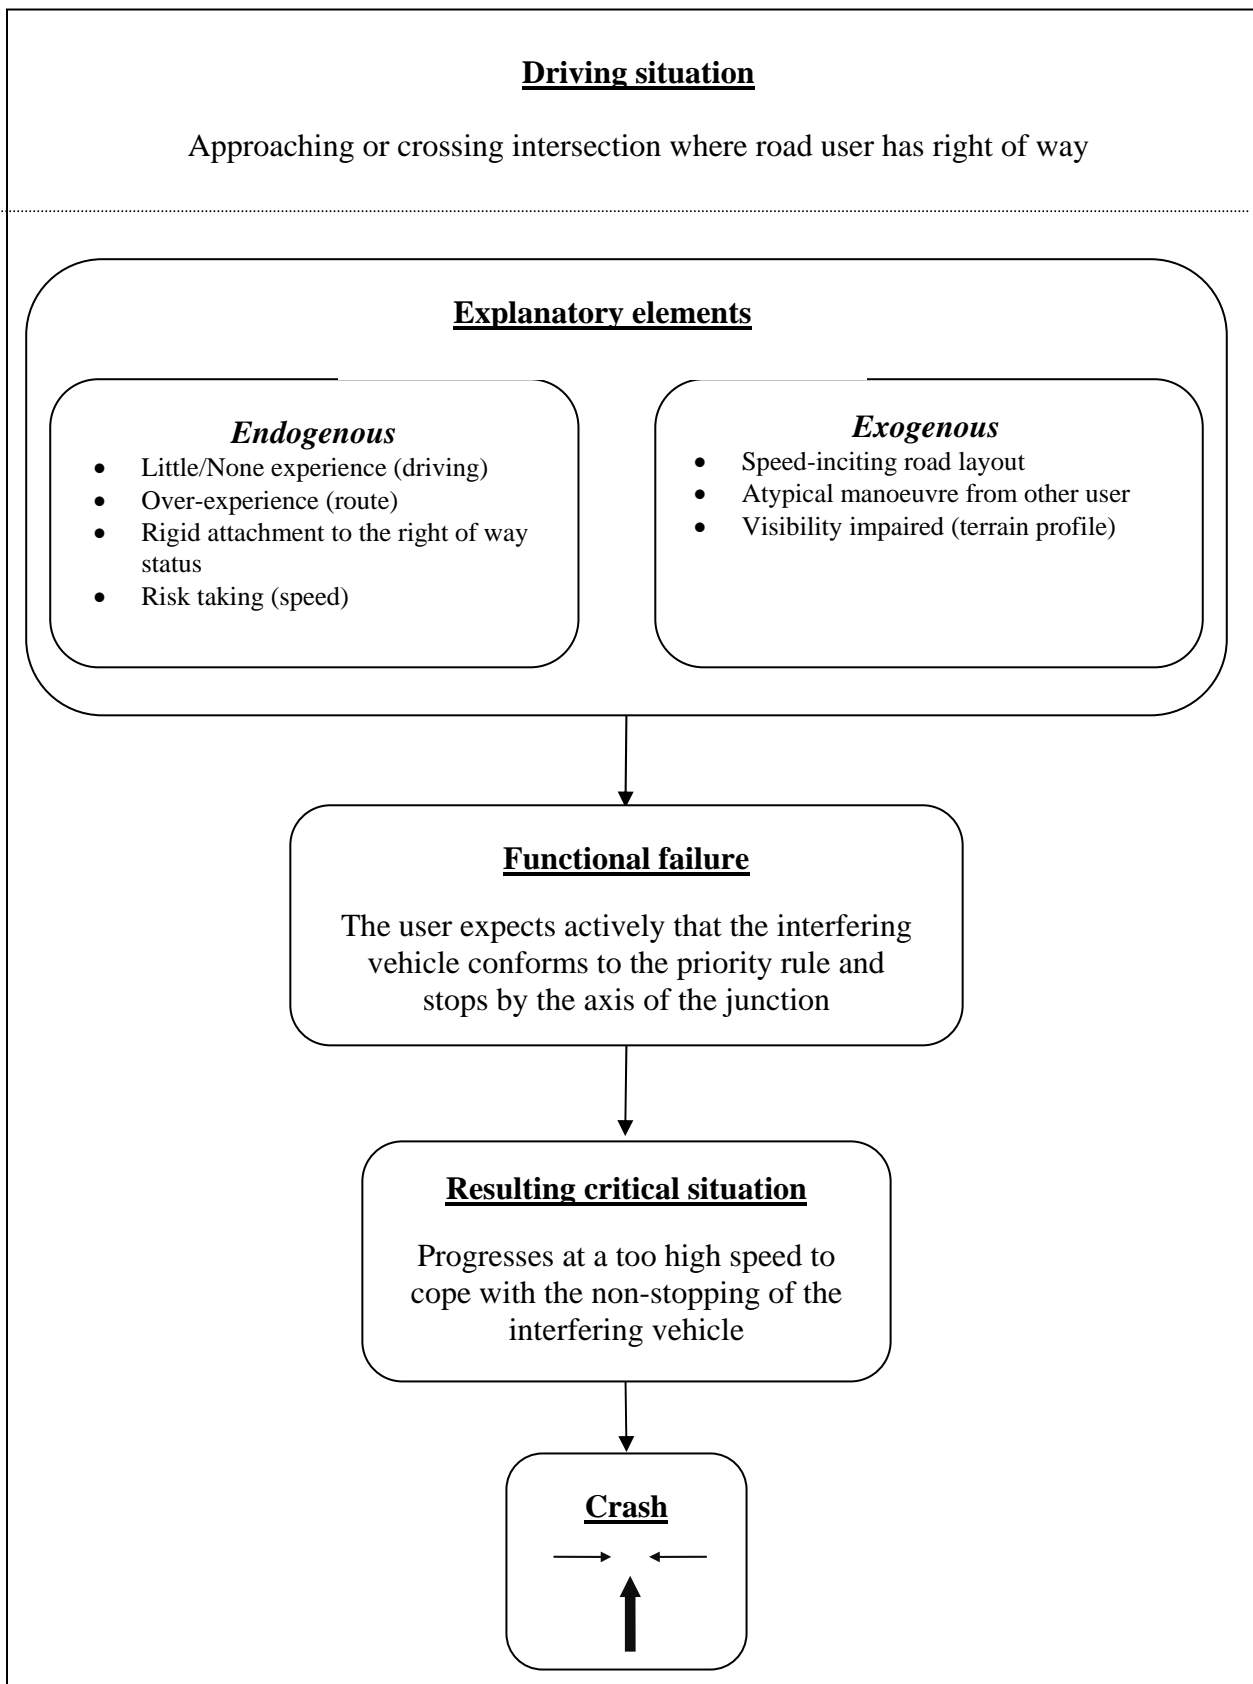 Driving situation
Approaching or crossing intersection where road user has right of way
Explanatory elements
Endogenous
• Little/None experience (driving)
• Over-experience (route)
• Rigid attachment to the right of way
status
• Risk taking (speed)
Exogenous
• Speed-inciting road layout
• Atypical manoeuvre from other user
• Visibility impaired (terrain profile)
Functional failure
The user expects actively that the interfering
vehicle conforms to the priority rule and
stops by the axis of the junction
Resulting critical situation
Progresses at a too high speed to
cope with the non-stopping of the
interfering vehicle
Crash